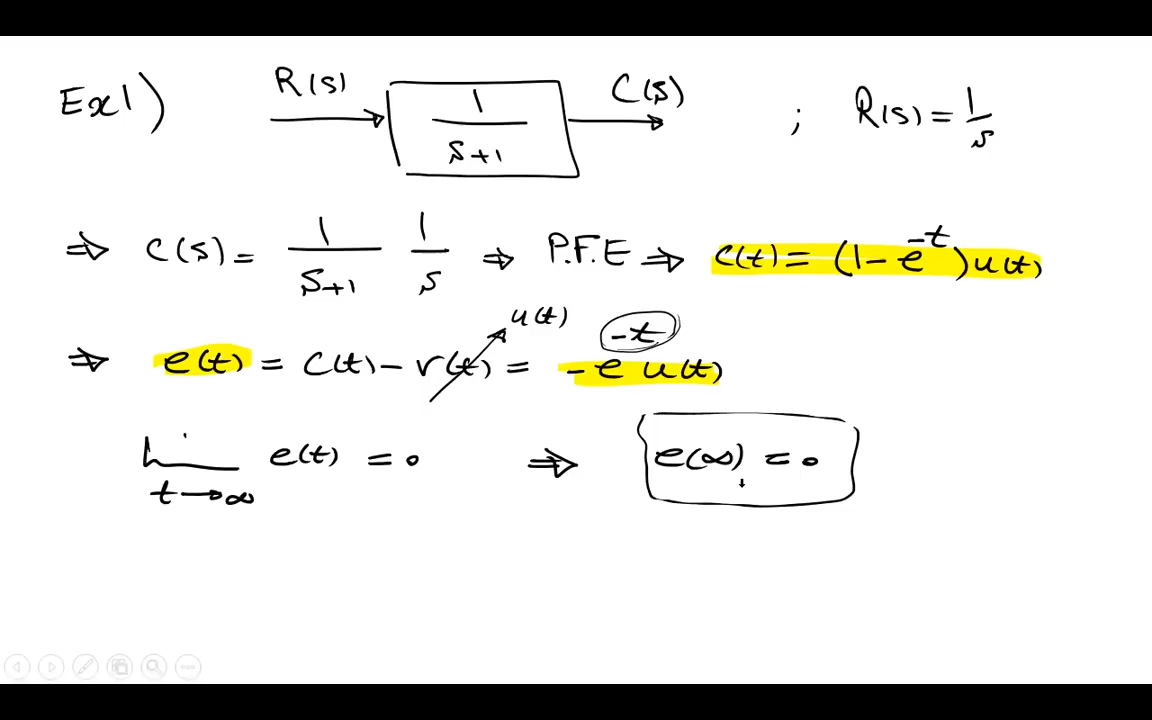 Ex1) R(s) 1/(s+1) C(s) ; R(s) = 1/s
⇒ C(s) = 1/(s+1) 1/s ⇒ P.F.E ⇒ c(t) = (1 - e^-t) u(t)
u(t)
⇒ e(t) = c(t) - r(t) = - e^-t u(t)
lim t→∞ e(t) = 0 ⇒ e(∞) = 0